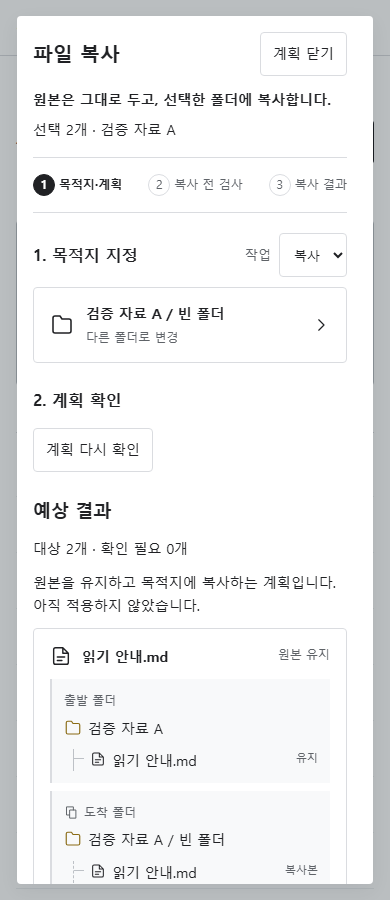 파일 복사
계획 닫기
원본은 그대로 두고, 선택한 폴더에 복사합니다.
선택 2개 · 검증 자료 A
1 목적지·계획
2 복사 전 검사
3 복사 결과
1. 목적지 지정
작업
복사
검증 자료 A / 빈 폴더
다른 폴더로 변경
2. 계획 확인
계획 다시 확인
예상 결과
대상 2개 · 확인 필요 0개
원본을 유지하고 목적지에 복사하는 계획입니다.
아직 적용하지 않았습니다.
읽기 안내.md
원본 유지
출발 폴더
검증 자료 A
읽기 안내.md
유지
도착 폴더
검증 자료 A / 빈 폴더
읽기 안내.md
복사본